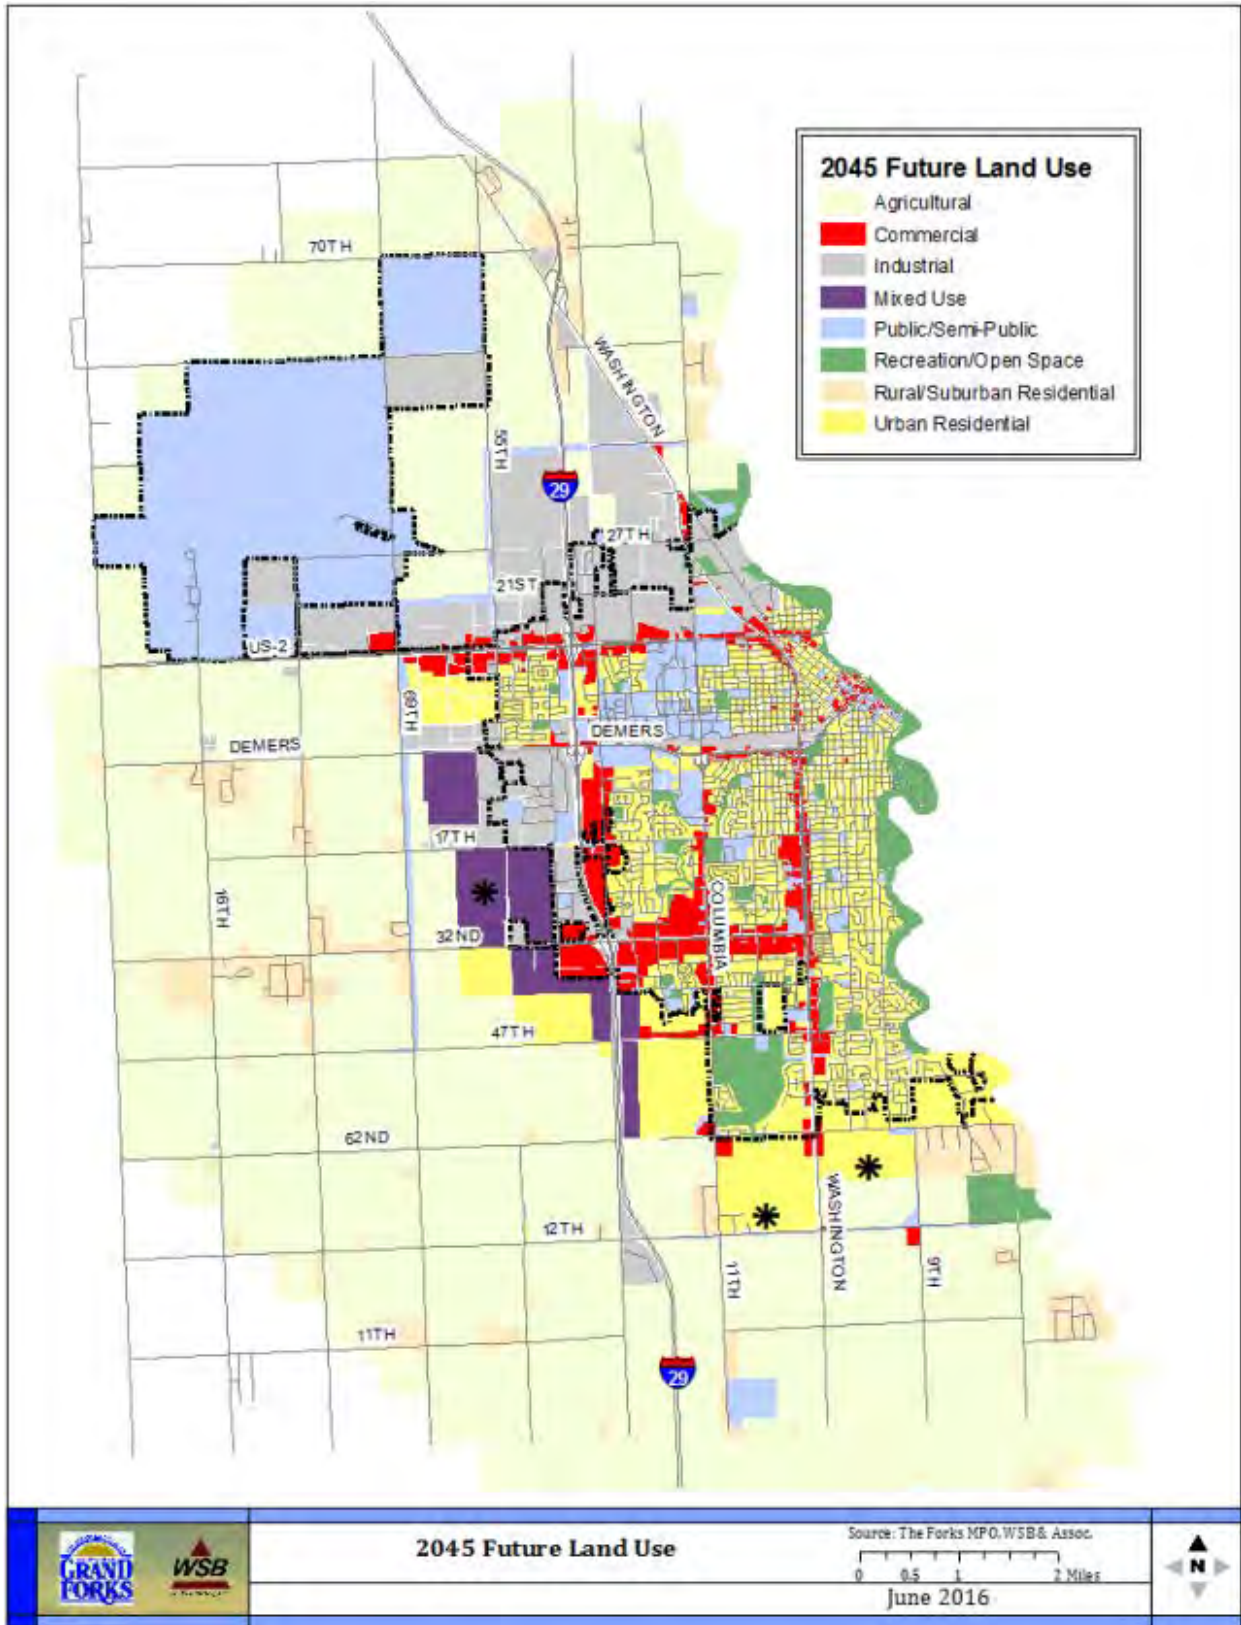 2045 Future Land Use
Agricultural
Commercial
Industrial
Mixed Use
Public/Semi-Public
Recreation/Open Space
Rural/Suburban Residential
Urban Residential
70TH
WASHINGTON
55TH
29
27TH
21ST
US-2
69TH
DEMERS
DEMERS
17TH
16TH
COLUMBIA
32ND
47TH
62ND
WASHINGTON
12TH
11TH
9TH
11TH
29
GRAND
FORKS
WSB
2045 Future Land Use
Source: The Forks MPO, WSB & Assoc.
0 0.5 1 2 Miles
June 2016
N